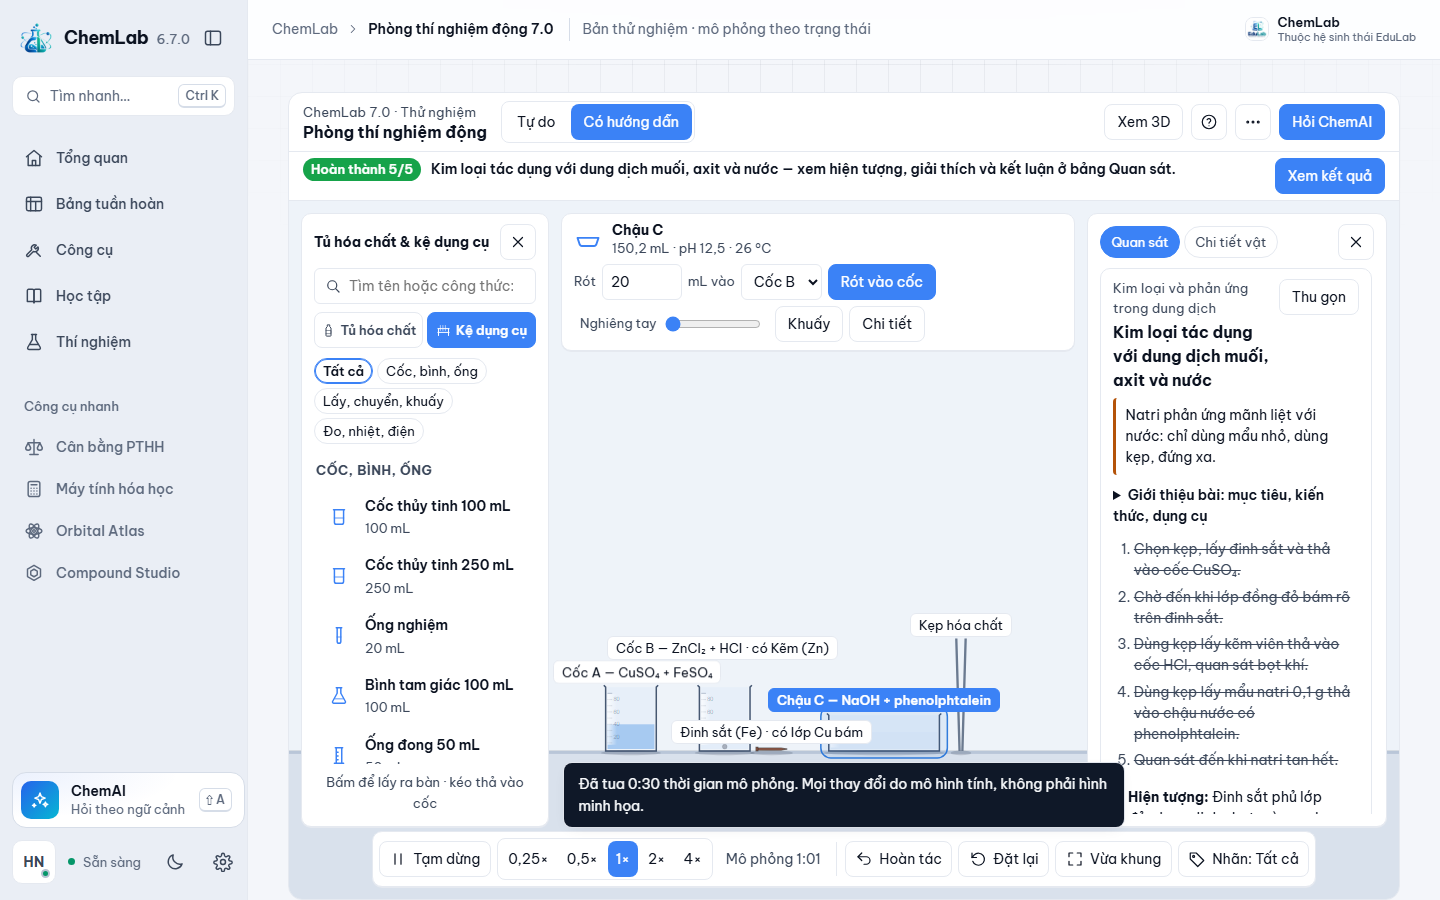 ChemLab 6.7.0
Tìm nhanh... Ctrl K
Tổng quan
Bảng tuần hoàn
Công cụ
Học tập
Thí nghiệm
Công cụ nhanh
Cân bằng PTHH
Máy tính hóa học
Orbital Atlas
Compound Studio
ChemAI
Hỏi theo ngữ cảnh
⇧ A
HN
Sẵn sàng
ChemLab > Phòng thí nghiệm động 7.0 Bản thử nghiệm · mô phỏng theo trạng thái
ChemLab
Thuộc hệ sinh thái EduLab
ChemLab 7.0 · Thử nghiệm
Phòng thí nghiệm động
Tự do Có hướng dẫn
Xem 3D
Hỏi ChemAI
Hoàn thành 5/5 Kim loại tác dụng với dung dịch muối, axit và nước — xem hiện tượng, giải thích và kết luận ở bảng Quan sát.
Xem kết quả
Tủ hóa chất & kệ dụng cụ
Tìm tên hoặc công thức:
Tủ hóa chất Kệ dụng cụ
Tất cả Cốc, bình, ống
Lấy, chuyển, khuấy
Đo, nhiệt, điện
CỐC, BÌNH, ỐNG
Cốc thủy tinh 100 mL
100 mL
Cốc thủy tinh 250 mL
250 mL
Ống nghiệm
20 mL
Bình tam giác 100 mL
100 mL
Ống đong 50 mL
Bấm để lấy ra bàn · kéo thả vào
cốc
Chậu C
150,2 mL · pH 12,5 · 26 °C
Rót 20 mL vào Cốc B Rót vào cốc
Nghiêng tay Khuấy Chi tiết
Kẹp hóa chất
Cốc B — ZnCl₂ + HCl · có Kẽm (Zn)
Cốc A — CuSO₄ + FeSO₄
Chậu C — NaOH + phenolphtalein
Đinh sắt (Fe) · có lớp Cu bám
Đã tua 0:30 thời gian mô phỏng. Mọi thay đổi do mô hình tính, không phải hình
minh họa.
Tạm dừng 0,25× 0,5× 1× 2× 4× Mô phỏng 1:01 Hoàn tác Đặt lại Vừa khung Nhãn: Tất cả
Quan sát Chi tiết vật
Kim loại và phản ứng
trong dung dịch
Thu gọn
Kim loại tác dụng
với dung dịch muối,
axit và nước
Natri phản ứng mãnh liệt với
nước: chỉ dùng mẩu nhỏ, dùng
kẹp, đứng xa.
Giới thiệu bài: mục tiêu, kiến
thức, dụng cụ
1. Chọn kẹp, lấy đinh sắt và thả
vào cốc CuSO₄.
2. Chờ đến khi lớp đồng đỏ bám rõ
trên đinh sắt.
3. Dùng kẹp lấy kẽm viên thả vào
cốc HCl, quan sát bọt khí.
4. Dùng kẹp lấy mẩu natri 0,1 g thả
vào chậu nước có
phenolphtalein.
5. Quan sát đến khi natri tan hết.
Hiện tượng: Đinh sắt phủ lớp